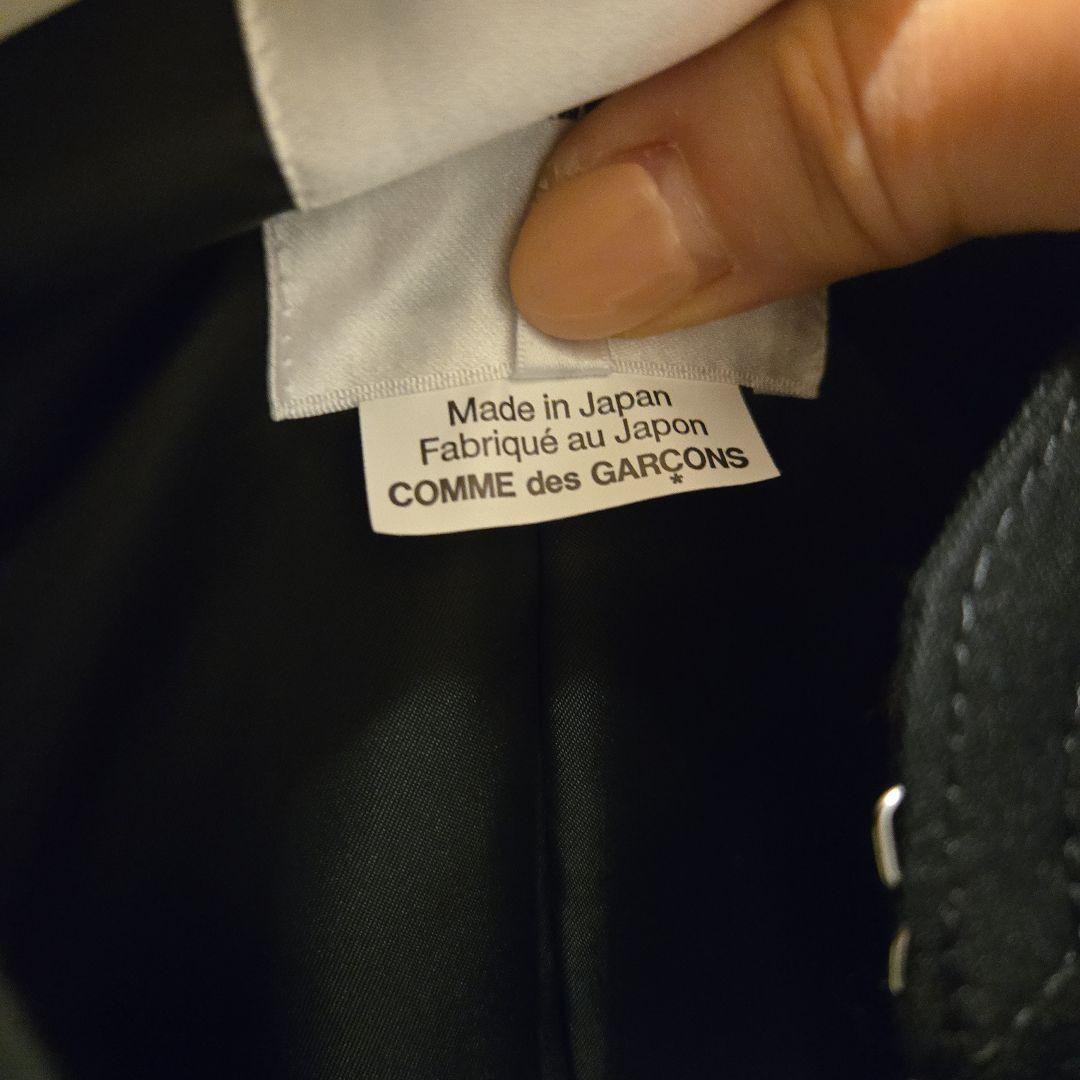 Made in Japan
Fabriqué au Japon
COMME des GARÇONS
*